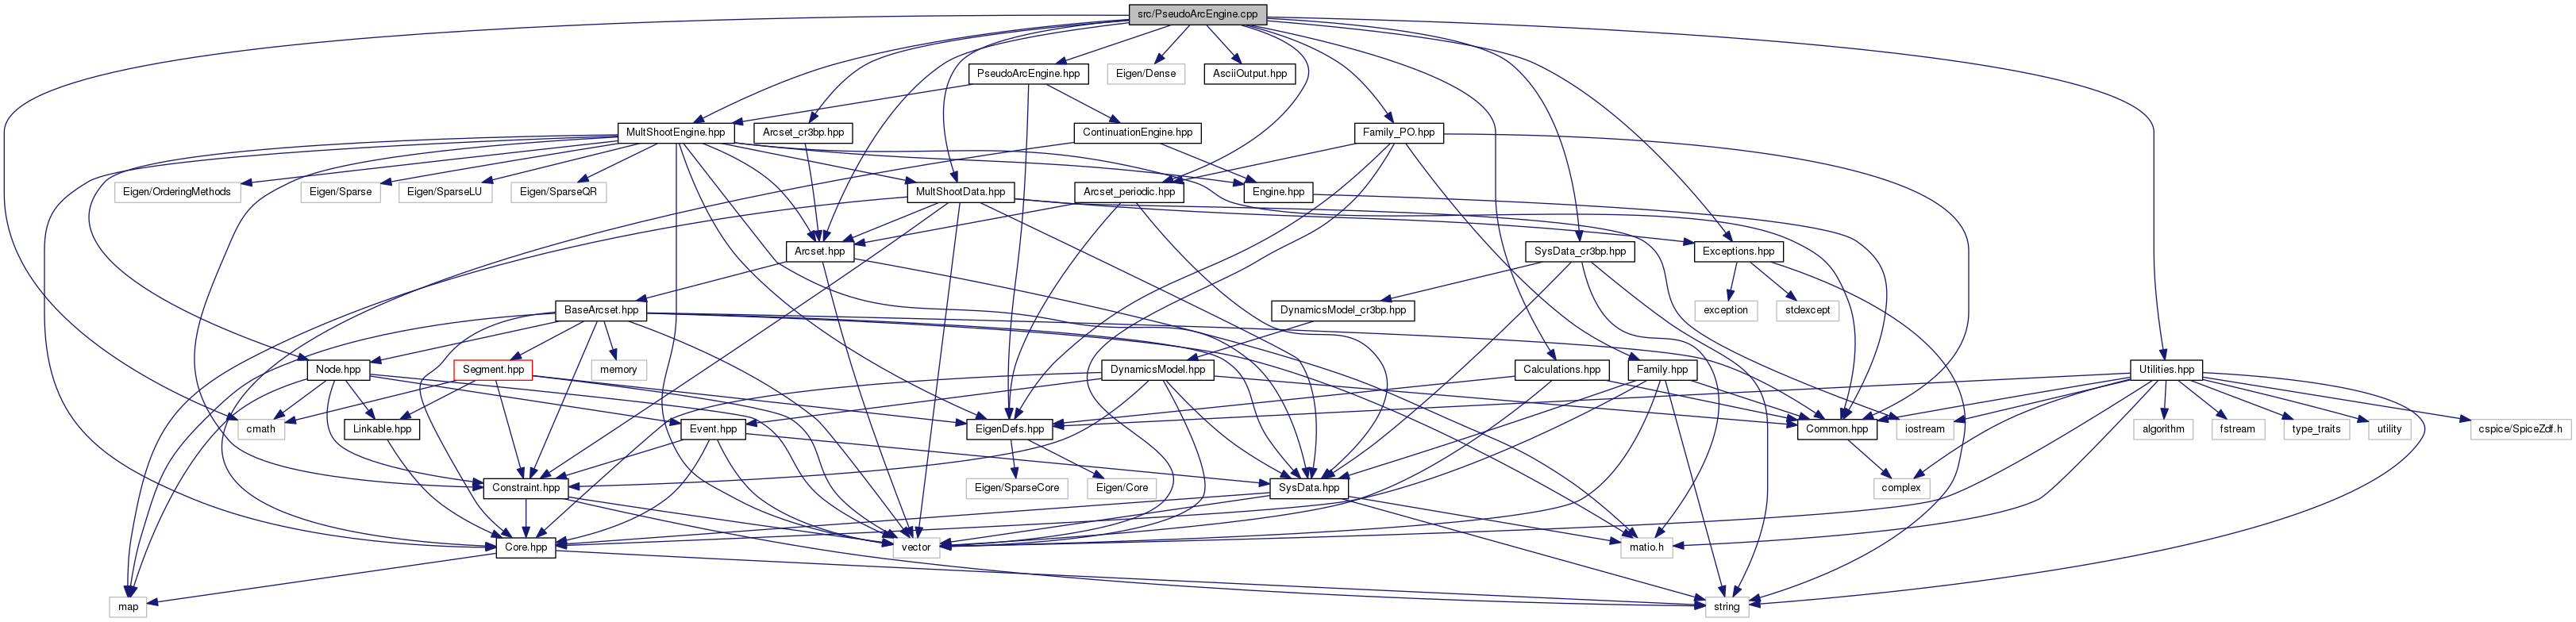 src/PseudoArcEngine.cpp
PseudoArcEngine.hpp
Eigen/Dense
AsciiOutput.hpp
MultShootEngine.hpp
Arcset_cr3bp.hpp
ContinuationEngine.hpp
Family_PO.hpp
Eigen/OrderingMethods
Eigen/Sparse
Eigen/SparseLU
Eigen/SparseQR
MultShootData.hpp
Arcset_periodic.hpp
Engine.hpp
Arcset.hpp
SysData_cr3bp.hpp
Exceptions.hpp
BaseArcset.hpp
DynamicsModel_cr3bp.hpp
exception
stdexcept
Node.hpp
Segment.hpp
memory
DynamicsModel.hpp
Calculations.hpp
Family.hpp
Utilities.hpp
cmath
Linkable.hpp
Event.hpp
EigenDefs.hpp
Common.hpp
iostream
algorithm
fstream
type_traits
utility
cspice/SpiceZdf.h
Constraint.hpp
Eigen/SparseCore
Eigen/Core
SysData.hpp
complex
Core.hpp
vector
matio.h
map
string